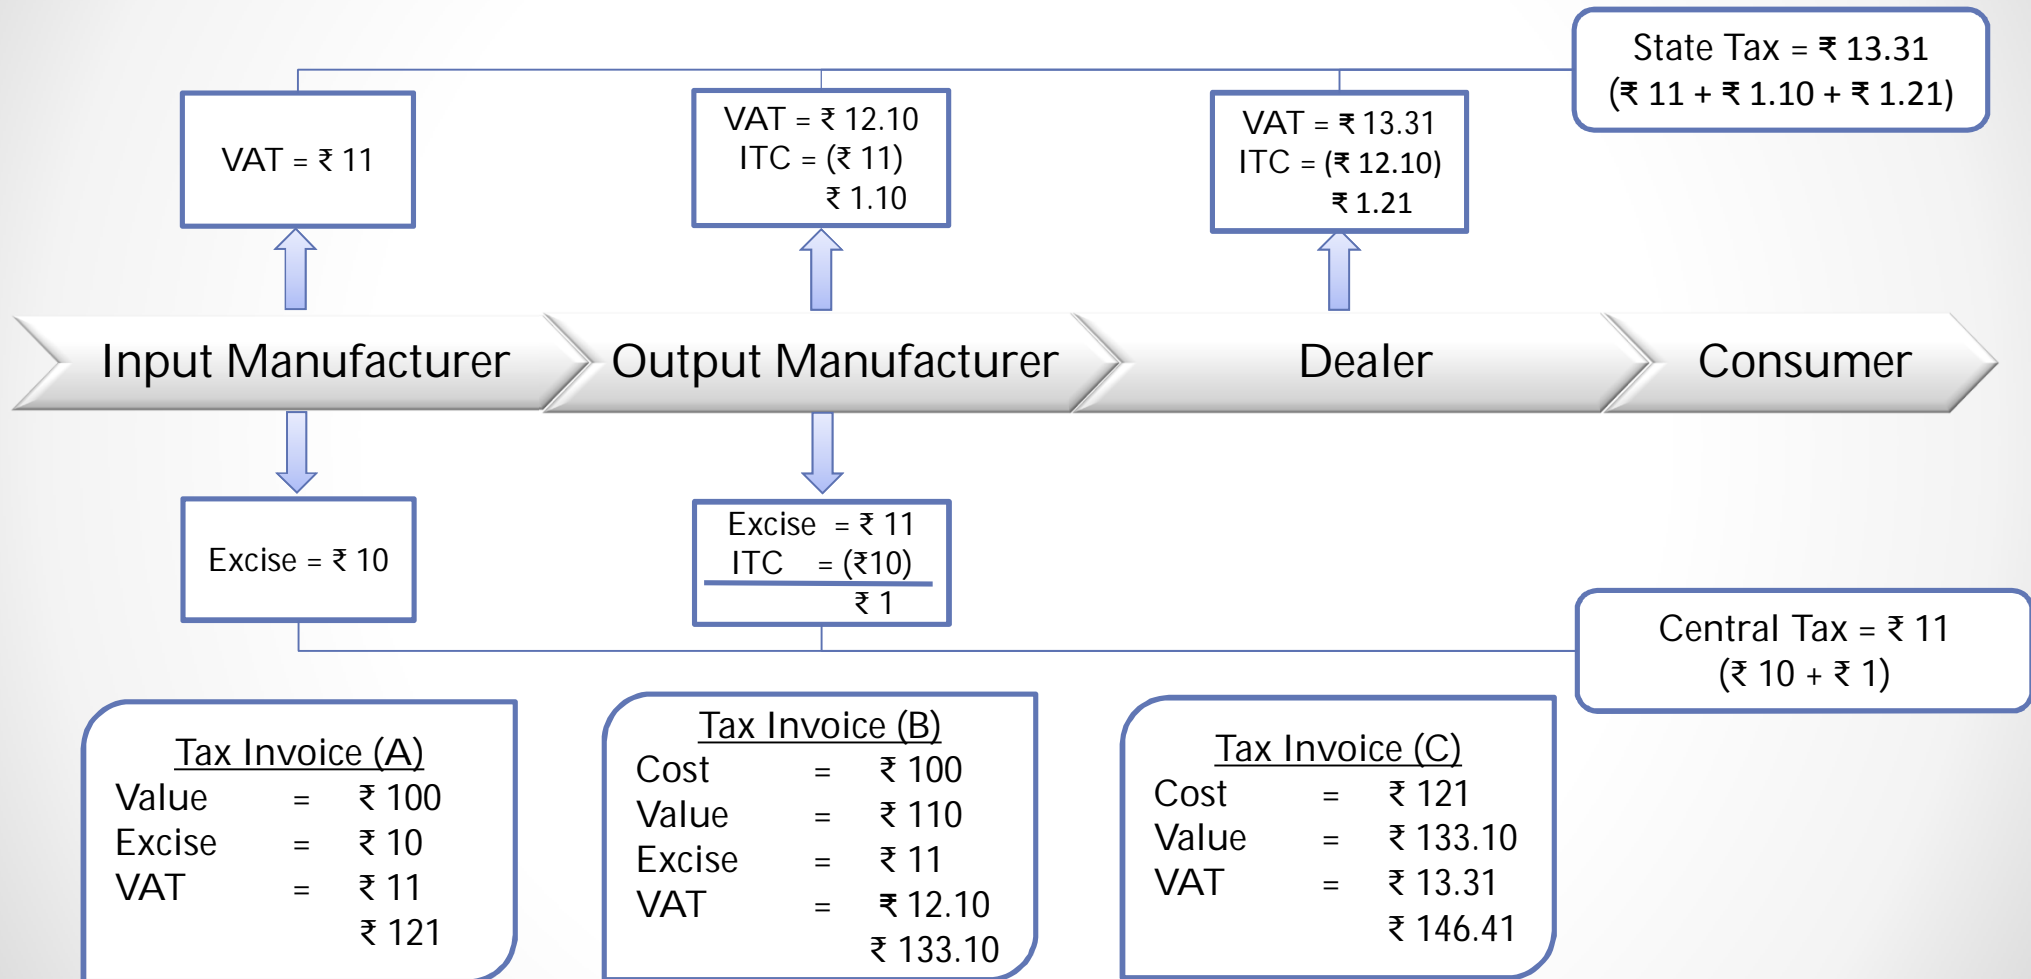 State Tax = ₹ 13.31
(₹ 11 + ₹ 1.10 + ₹ 1.21)
VAT = ₹ 11
VAT = ₹ 12.10
ITC = (₹ 11)
₹ 1.10
VAT = ₹ 13.31
ITC = (₹ 12.10)
₹ 1.21
Input Manufacturer
Output Manufacturer
Dealer
Consumer
Excise = ₹ 10
Excise = ₹ 11
ITC = (₹10)
₹ 1
Central Tax = ₹ 11
(₹ 10 + ₹ 1)
Tax Invoice (A)
Value = ₹ 100
Excise = ₹ 10
VAT = ₹ 11
₹ 121
Tax Invoice (B)
Cost = ₹ 100
Value = ₹ 110
Excise = ₹ 11
VAT = ₹ 12.10
₹ 133.10
Tax Invoice (C)
Cost = ₹ 121
Value = ₹ 133.10
VAT = ₹ 13.31
₹ 146.41